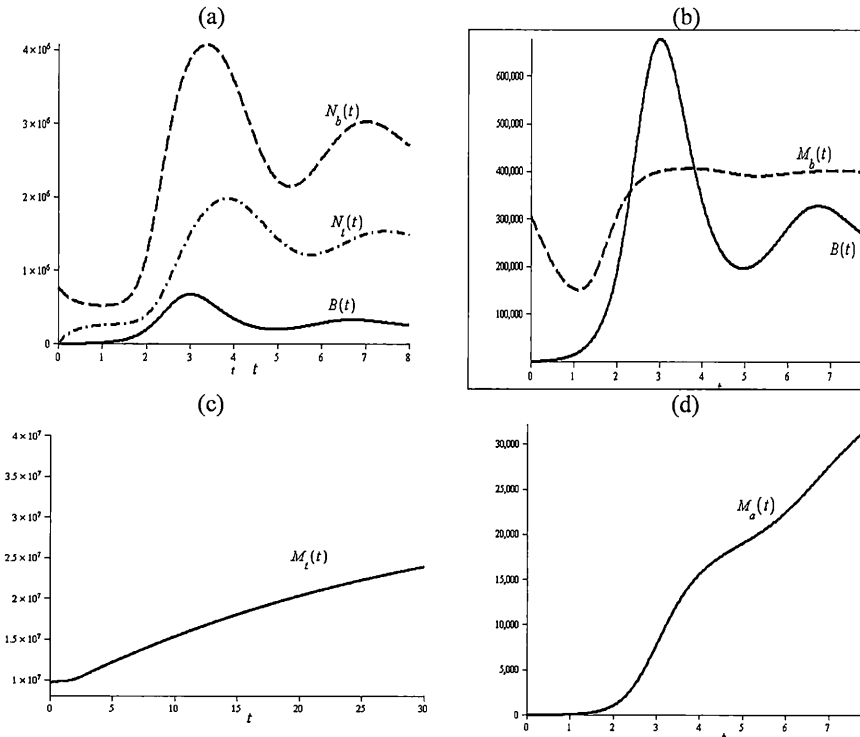 (a)
4×10⁶
3×10⁶
2×10⁶
1×10⁶
0
N_b(t)
N_t(t)
B(t)
0 1 2 3 4 5 6 7 8
t t
(b)
600,000
500,000
400,000
300,000
200,000
100,000
M_b(t)
B(t)
0 1 2 3 4 5 6 7
(c)
4×10⁷
3.5×10⁷
3×10⁷
2.5×10⁷
2×10⁷
1.5×10⁷
1×10⁷
M_t(t)
0 5 10 15 20 25 30
t
(d)
30,000
25,000
20,000
15,000
10,000
5,000
0
M_a(t)
0 1 2 3 4 5 6 7